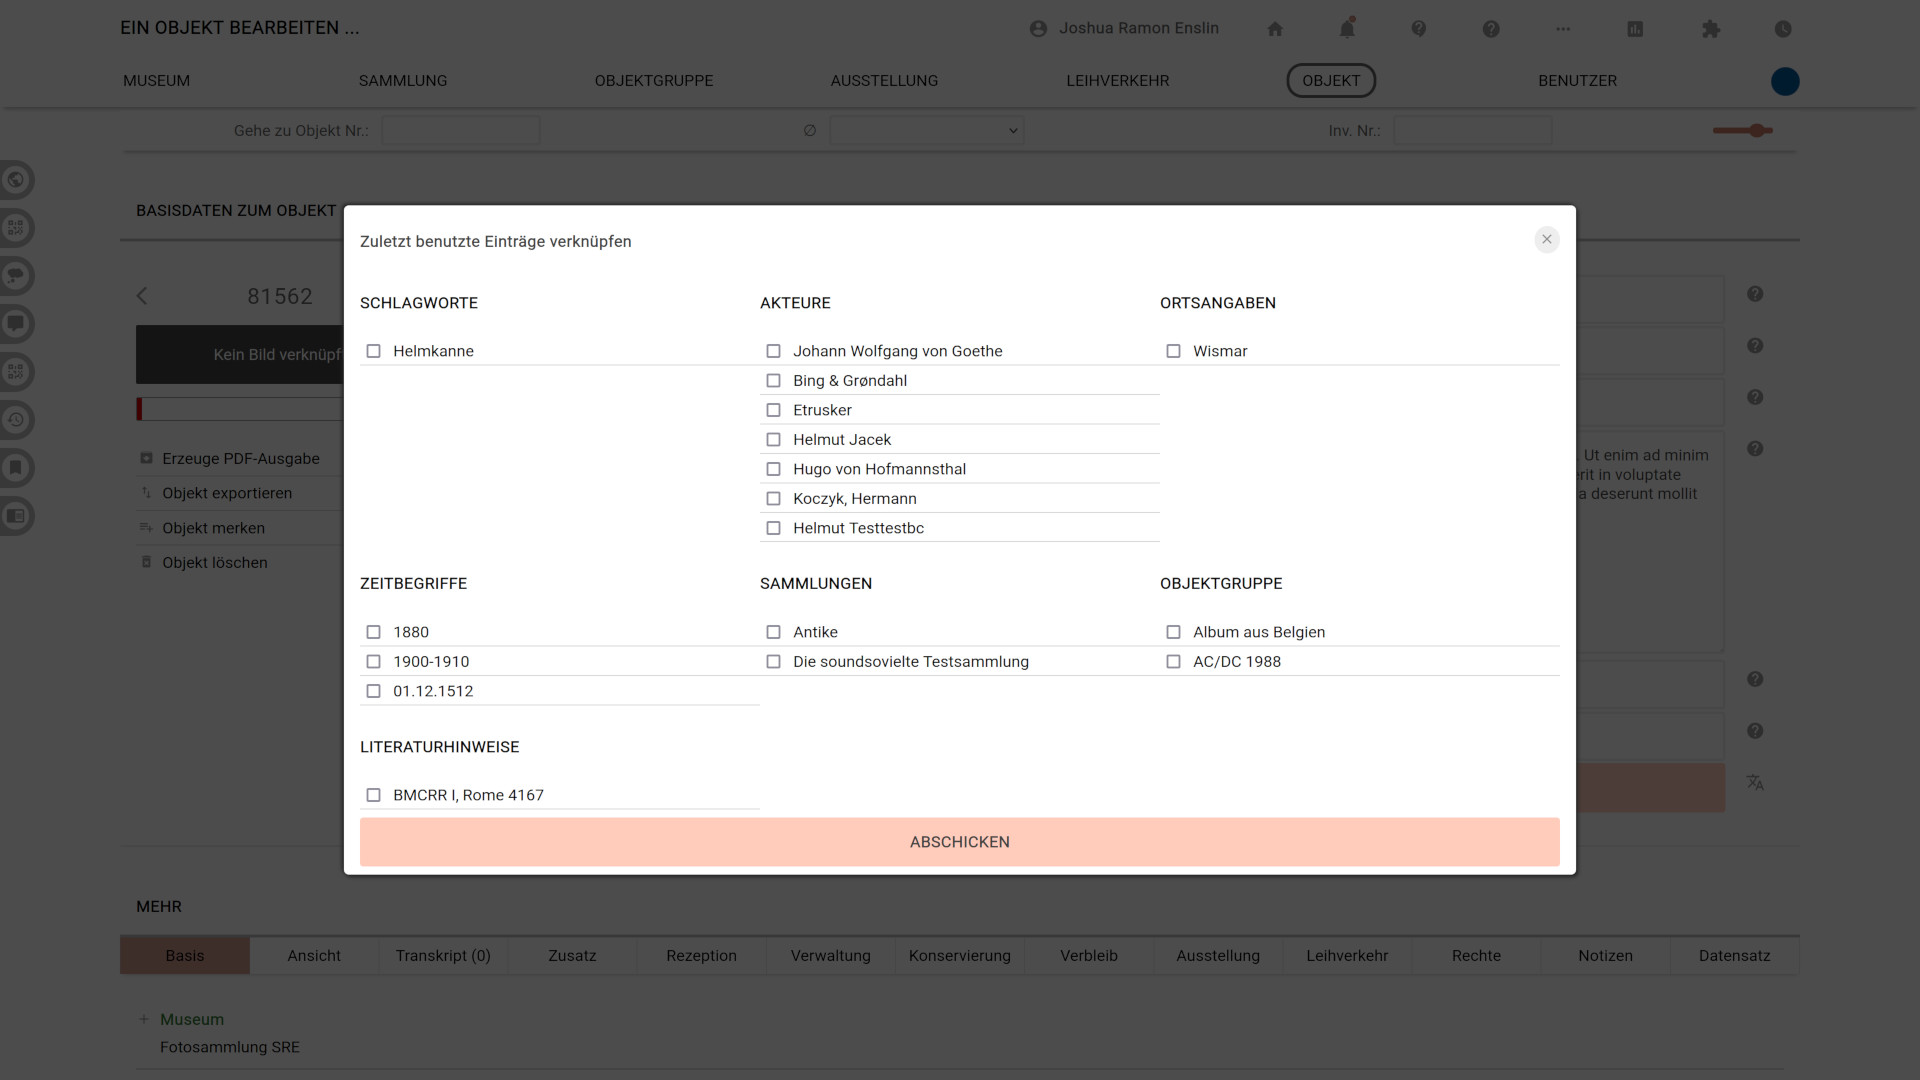 EIN OBJEKT BEARBEITEN ...
Joshua Ramon Enslin
MUSEUM SAMMLUNG OBJEKTGRUPPE AUSSTELLUNG LEIHVERKEHR OBJEKT BENUTZER
Gehe zu Objekt Nr.: ∅ Inv. Nr.:
BASISDATEN ZUM OBJEKT
81562
Kein Bild verknüpf
Erzeuge PDF-Ausgabe
Objekt exportieren
Objekt merken
Objekt löschen
Zuletzt benutzte Einträge verknüpfen
SCHLAGWORTE
Helmkanne
AKTEURE
Johann Wolfgang von Goethe
Bing & Grøndahl
Etrusker
Helmut Jacek
Hugo von Hofmannsthal
Koczyk, Hermann
Helmut Testtestbc
ORTSANGABEN
Wismar
ZEITBEGRIFFE
1880
1900-1910
01.12.1512
SAMMLUNGEN
Antike
Die soundsovielte Testsammlung
OBJEKTGRUPPE
Album aus Belgien
AC/DC 1988
LITERATURHINWEISE
BMCRR I, Rome 4167
ABSCHICKEN
Ut enim ad minim
erit in voluptate
a deserunt mollit
MEHR
Basis Ansicht Transkript (0) Zusatz Rezeption Verwaltung Konservierung Verbleib Ausstellung Leihverkehr Rechte Notizen Datensatz
+ Museum
Fotosammlung SRE